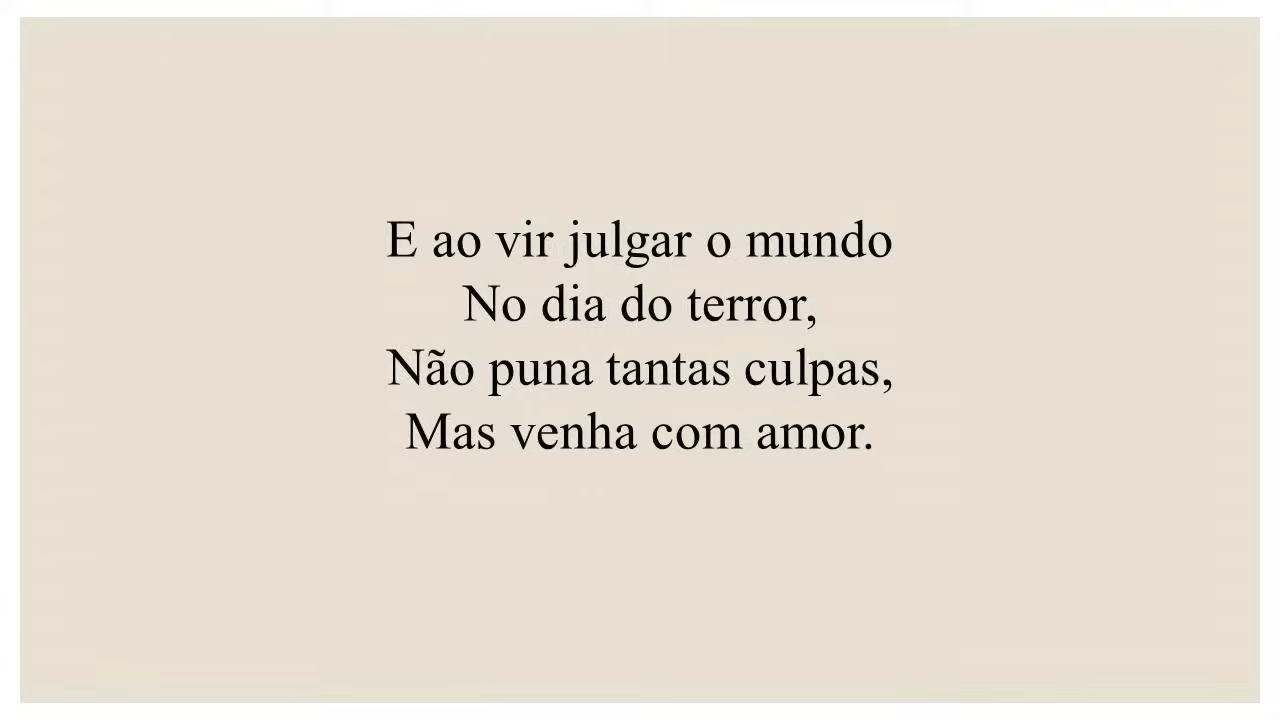 E ao vir julgar o mundo
No dia do terror,
Não puna tantas culpas,
Mas venha com amor.